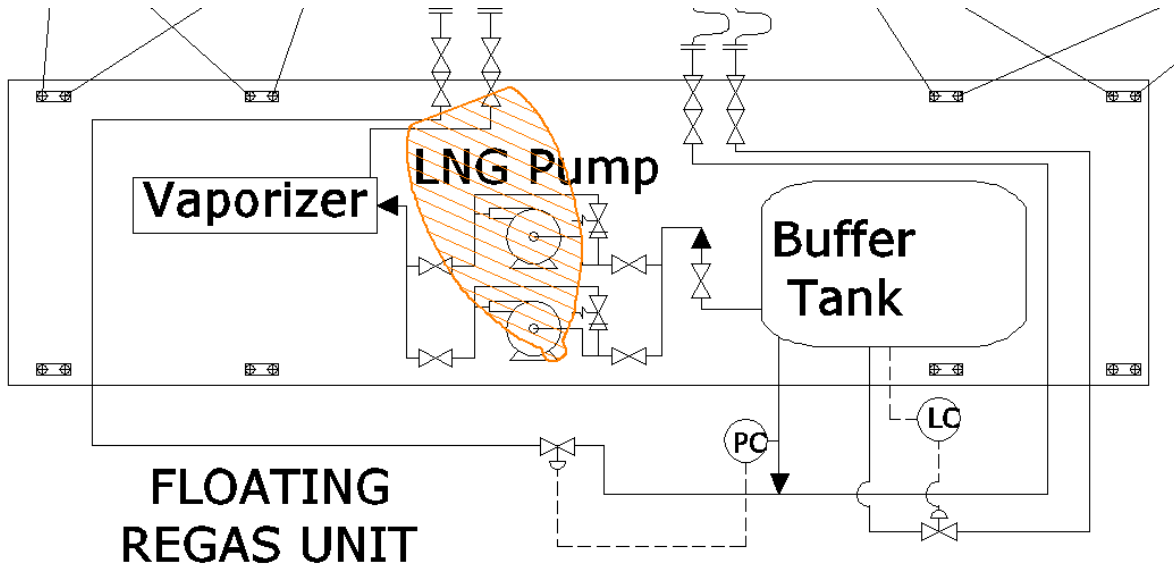 LNG Pump
Vaporizer
Buffer
Tank
PC
LC
FLOATING
REGAS UNIT